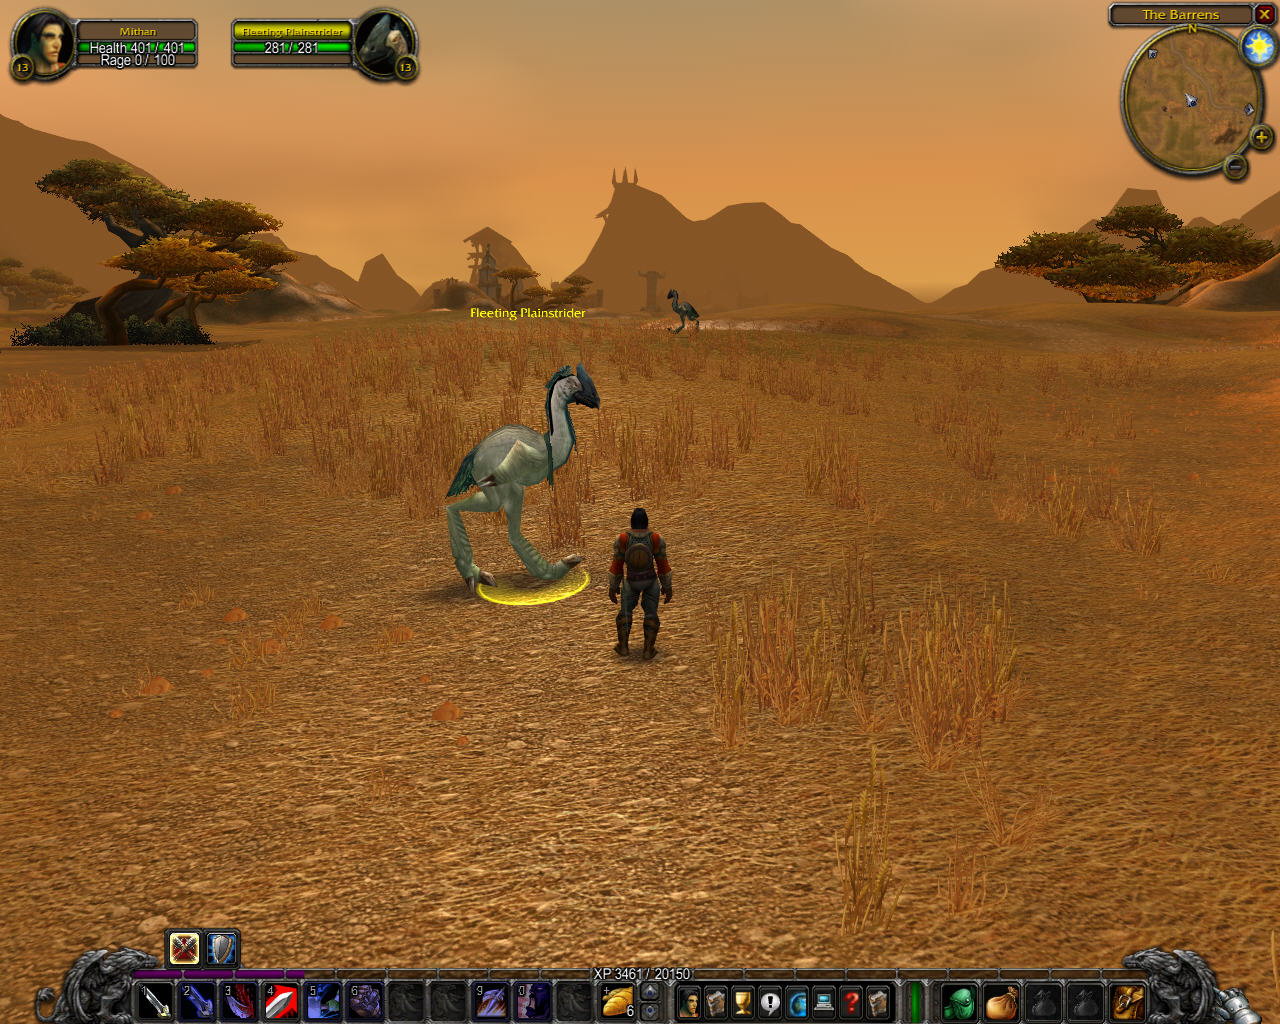 Mithan
Health 401 / 401
Rage 0 / 100
13
Fleeting Plainstrider
281 / 281
13
The Barrens
N
Fleeting Plainstrider
XP 3461 / 20150
1 2 3 4 5 6 9 0 + 6